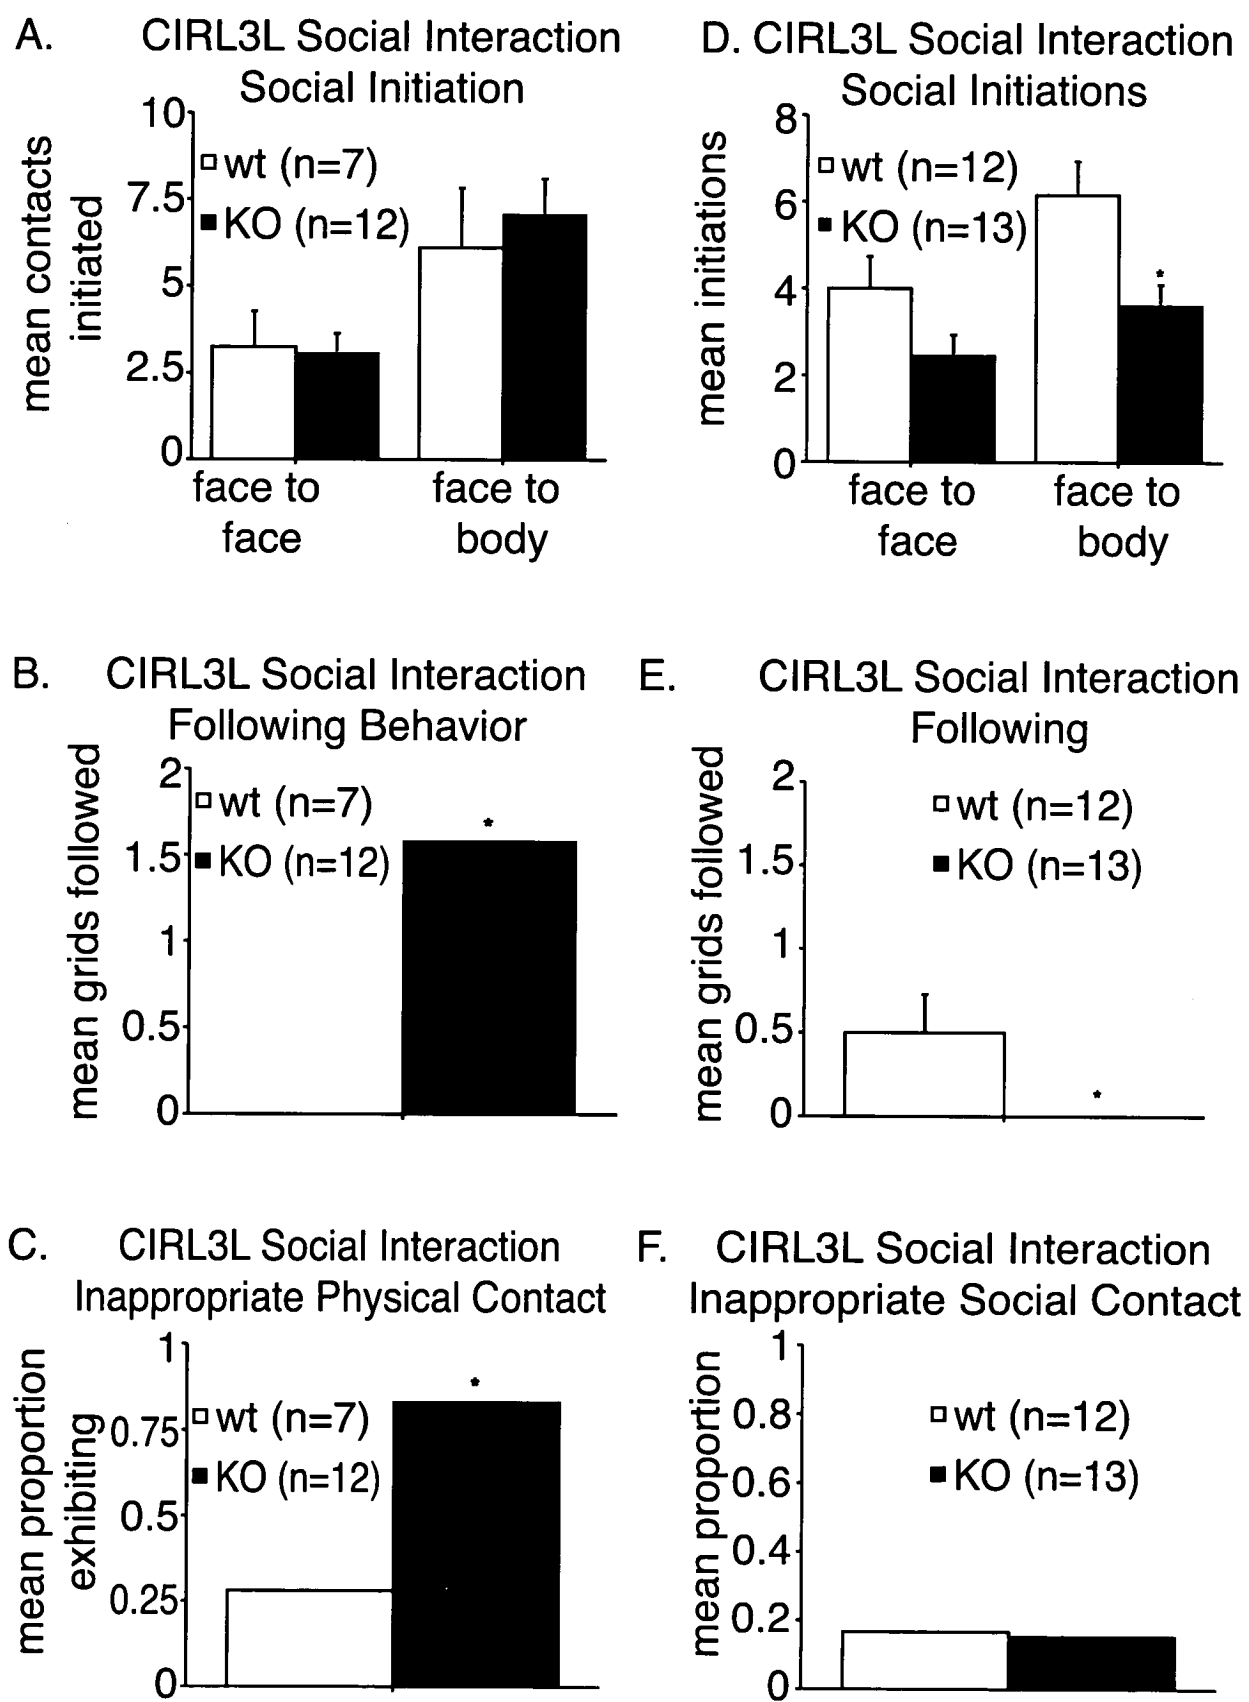 A. CIRL3L Social Interaction
Social Initiation
mean contacts
initiated
10
7.5
5
2.5
0
wt (n=7)
KO (n=12)
face to
face
face to
body
D. CIRL3L Social Interaction
Social Initiations
mean initiations
8
6
4
2
0
wt (n=12)
KO (n=13)
*
face to
face
face to
body
B. CIRL3L Social Interaction
Following Behavior
mean grids followed
2
1.5
1
0.5
0
wt (n=7)
KO (n=12)
*
E. CIRL3L Social Interaction
Following
mean grids followed
2
1.5
1
0.5
0
wt (n=12)
KO (n=13)
*
C. CIRL3L Social Interaction
Inappropriate Physical Contact
mean proportion
exhibiting
1
0.75
0.5
0.25
0
wt (n=7)
KO (n=12)
*
F. CIRL3L Social Interaction
Inappropriate Social Contact
mean proportion
1
0.8
0.6
0.4
0.2
0
wt (n=12)
KO (n=13)